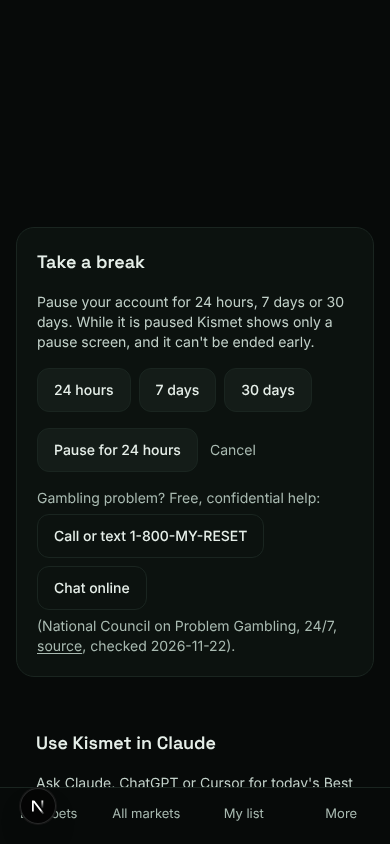 Take a break
Pause your account for 24 hours, 7 days or 30
days. While it is paused Kismet shows only a
pause screen, and it can't be ended early.
24 hours
7 days
30 days
Pause for 24 hours
Cancel
Gambling problem? Free, confidential help:
Call or text 1-800-MY-RESET
Chat online
(National Council on Problem Gambling, 24/7,
source, checked 2026-11-22).
Use Kismet in Claude
Ask Claude, ChatGPT or Cursor for today's Best
N
All markets
My list
More